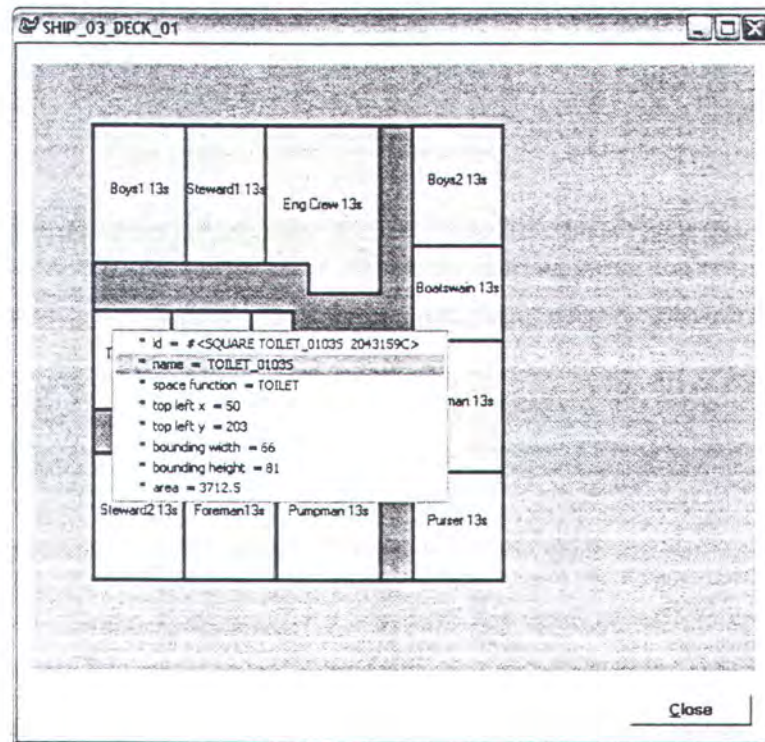 SHIP_03_DECK_01
Boys1 13s
Steward1 13s
Eng Crew 13s
Boys2 13s
Boatswain 13s
T
* id = #<SQUARE TOILET_01035 2043159C>
* name = TOILET_01035
* space function = TOILET
* top left x = 50
* top left y = 203
* bounding width = 66
* bounding height = 81
* area = 3712.5
man 13s
Steward2 13s
Foreman13s
Pumpman 13s
Purser 13s
Close